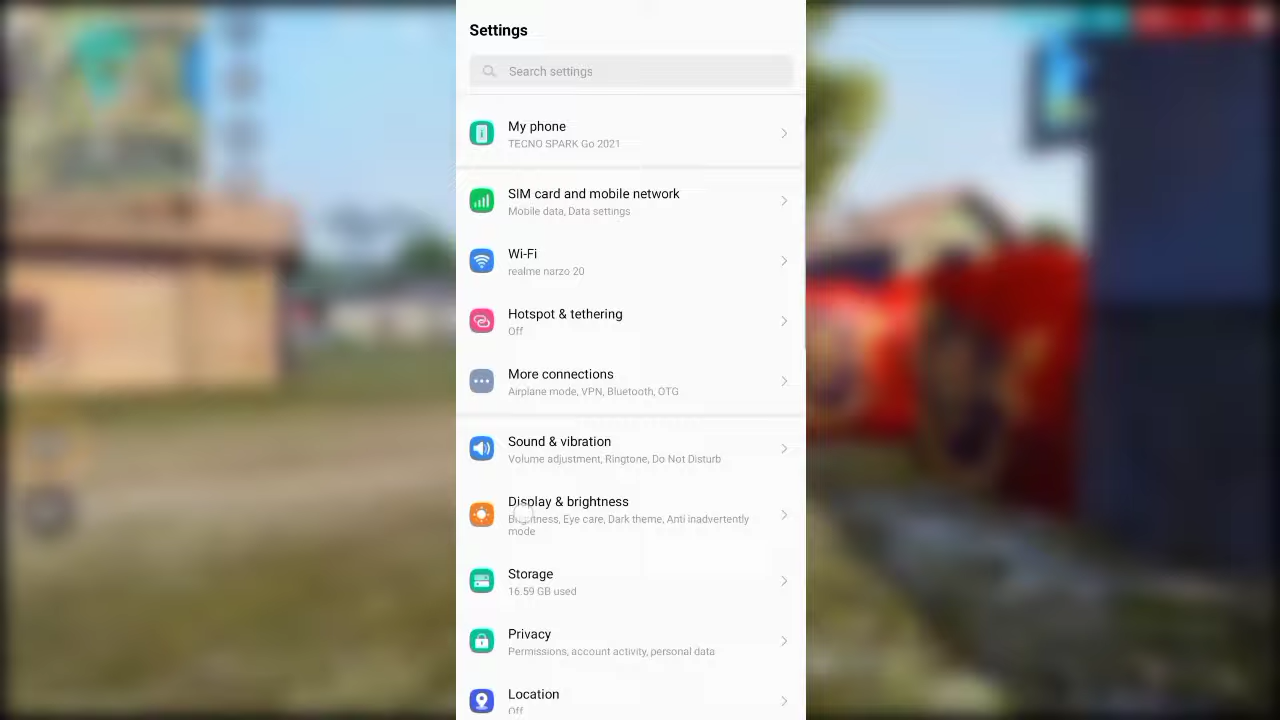 Settings
Search settings
My phone
TECNO SPARK Go 2021
SIM card and mobile network
Mobile data, Data settings
Wi-Fi
realme narzo 20
Hotspot & tethering
Off
More connections
Airplane mode, VPN, Bluetooth, OTG
Sound & vibration
Volume adjustment, Ringtone, Do Not Disturb
Display & brightness
Brightness, Eye care, Dark theme, Anti inadvertently
mode
Storage
16.59 GB used
Privacy
Permissions, account activity, personal data
Location
Off